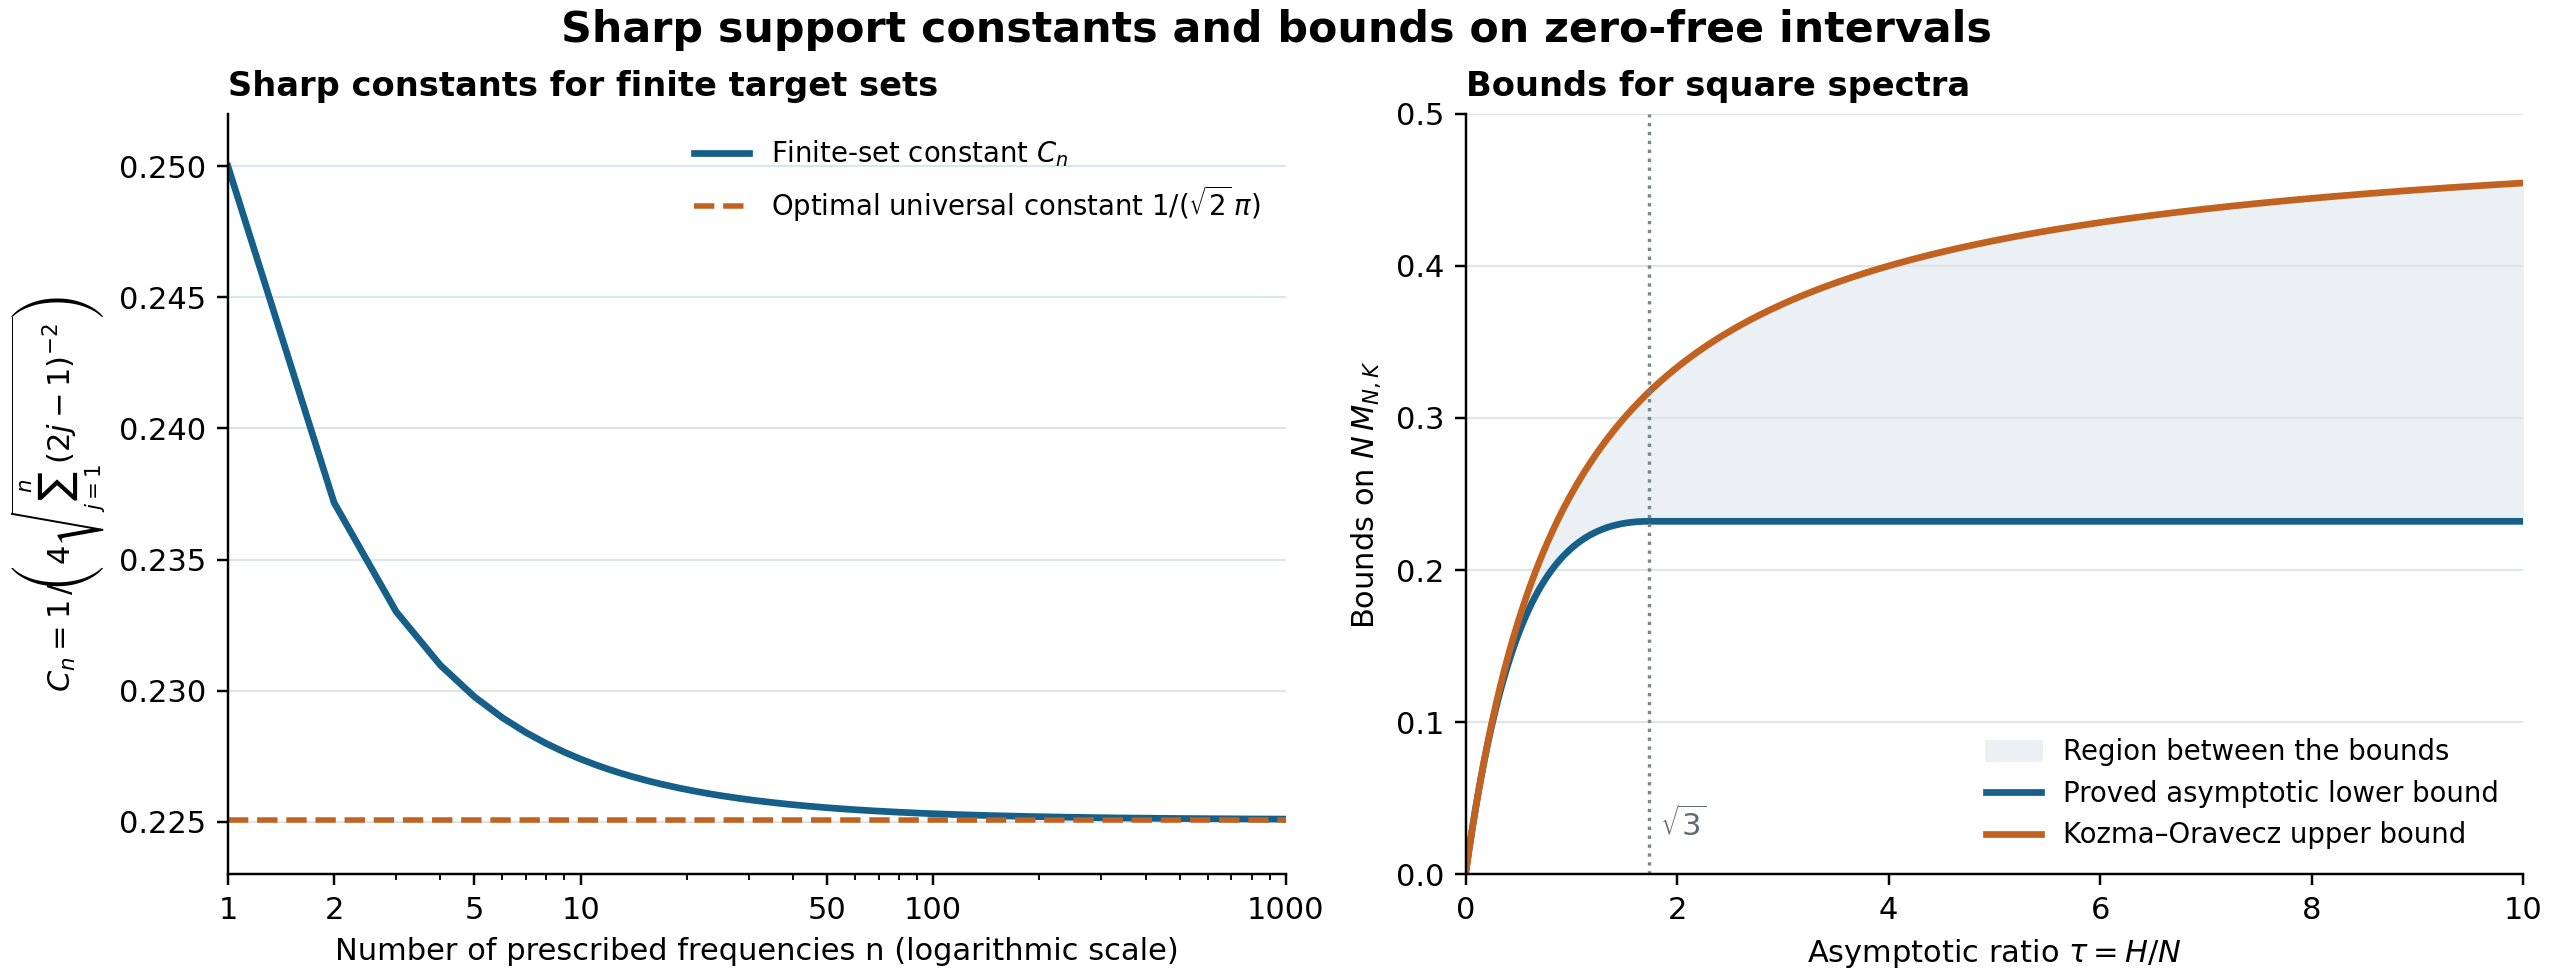 Sharp support constants and bounds on zero-free intervals
Sharp constants for finite target sets
C_n = 1/(4√(∑_{j=1}^{n} (2j − 1)^{−2}))
0.250
0.245
0.240
0.235
0.230
0.225
Finite-set constant C_n
Optimal universal constant 1/(√2 π)
1 2 5 10 50 100 1000
Number of prescribed frequencies n (logarithmic scale)
Bounds for square spectra
Bounds on N M_{N,K}
0.5
0.4
0.3
0.2
0.1
0.0
√3
Region between the bounds
Proved asymptotic lower bound
Kozma–Oravecz upper bound
0 2 4 6 8 10
Asymptotic ratio τ = H/N